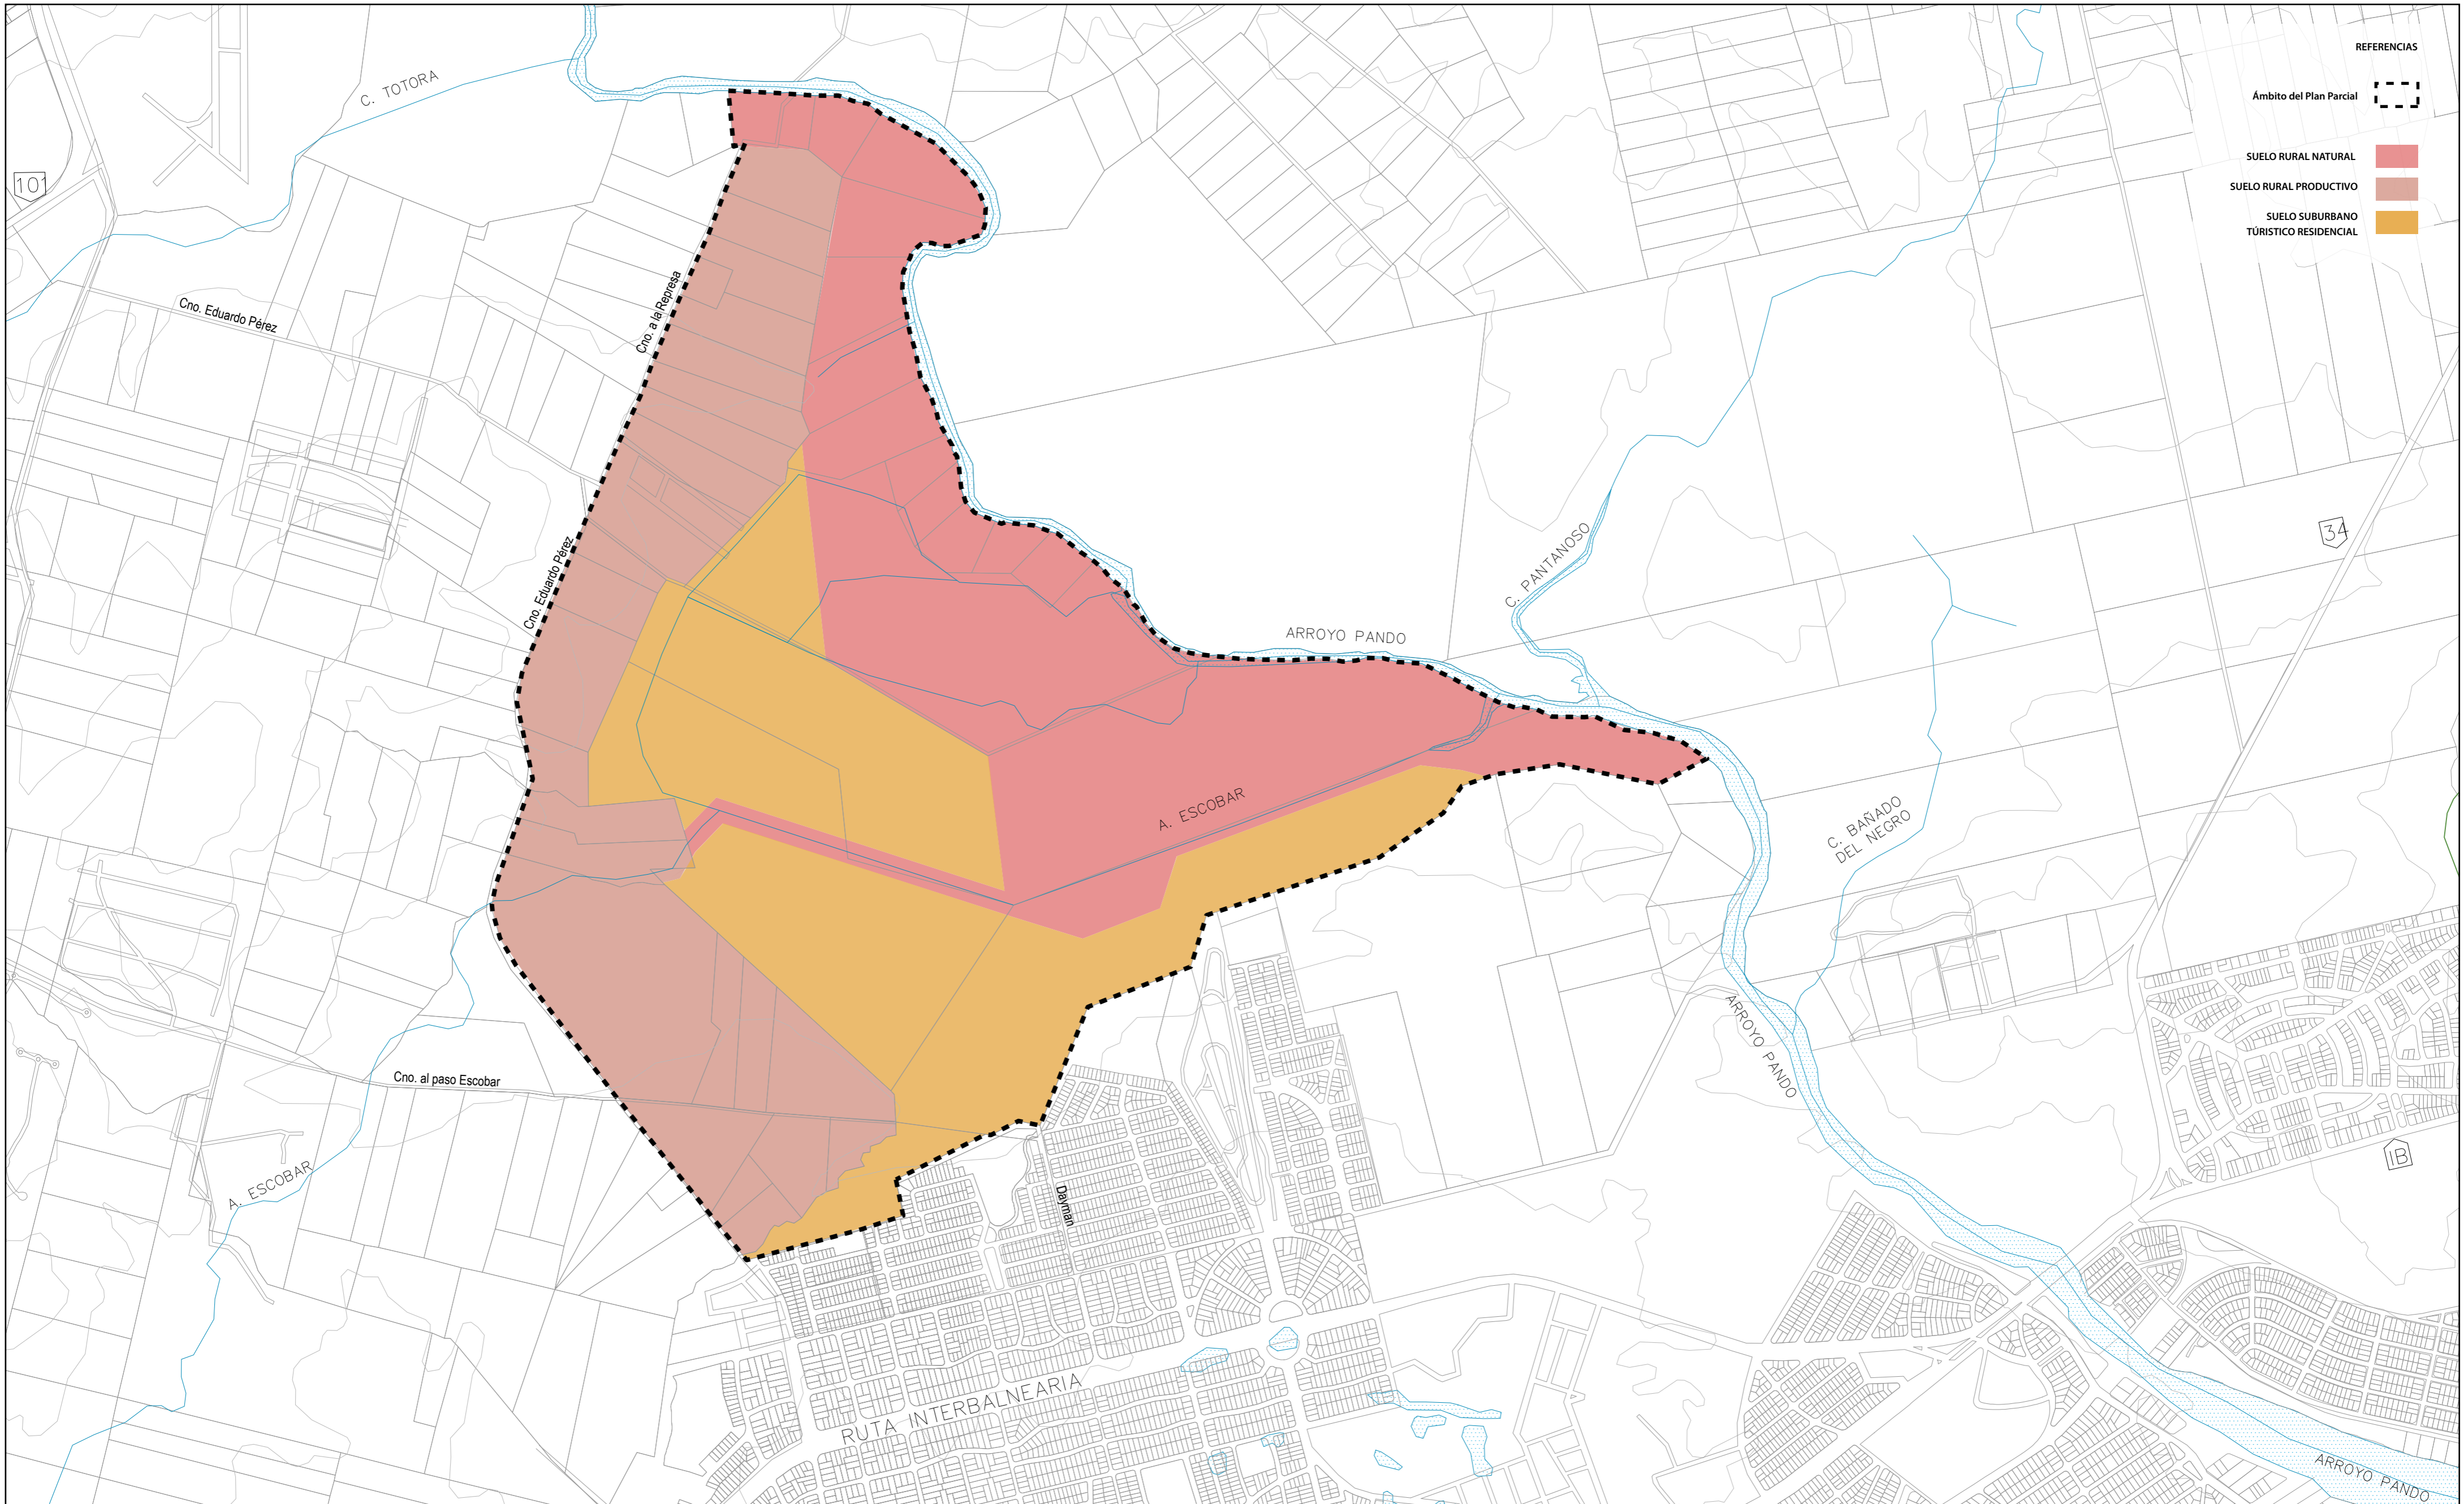 REFERENCIAS
Ámbito del Plan Parcial
SUELO RURAL NATURAL
SUELO RURAL PRODUCTIVO
SUELO SUBURBANO
TÚRISTICO RESIDENCIAL
C. TOTORA
101
Cno. Eduardo Pérez
Cno. a la Represa
Cno. Eduardo Pérez
C. PANTANOSO
34
ARROYO PANDO
A. ESCOBAR
C. BAÑADO
DEL NEGRO
ARROYO PANDO
Cno. al paso Escobar
A. ESCOBAR
Dayman
IB
RUTA INTERBALNEARIA
ARROYO PANDO